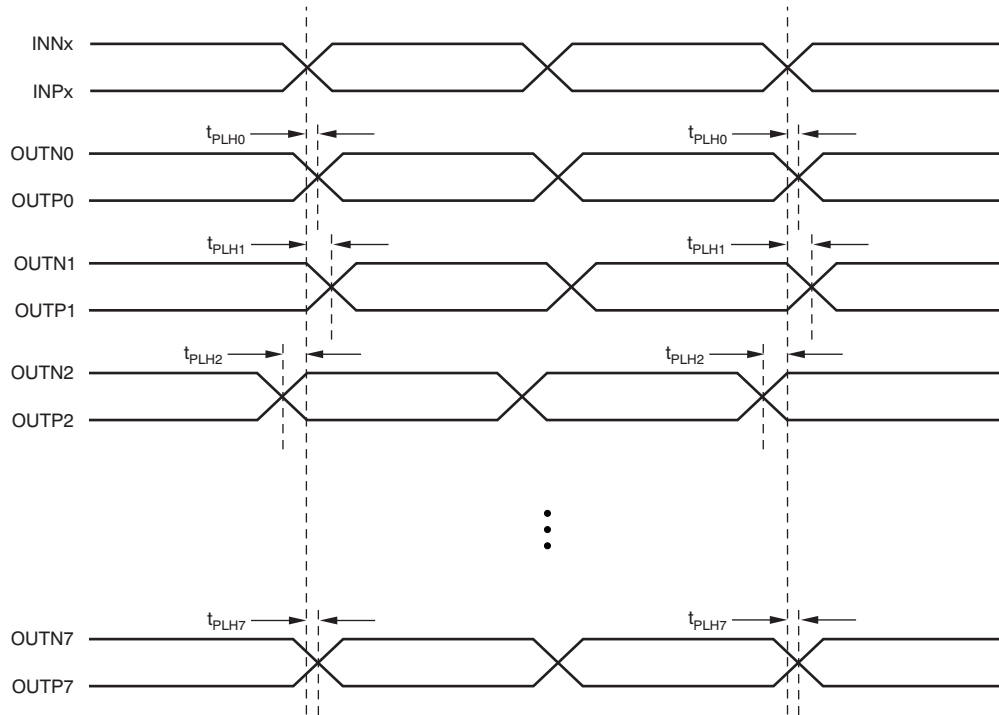 INNx
INPx
tPLH0 tPLH0
OUTN0
OUTP0
tPLH1 tPLH1
OUTN1
OUTP1
tPLH2 tPLH2
OUTN2
OUTP2
tPLH7 tPLH7
OUTN7
OUTP7